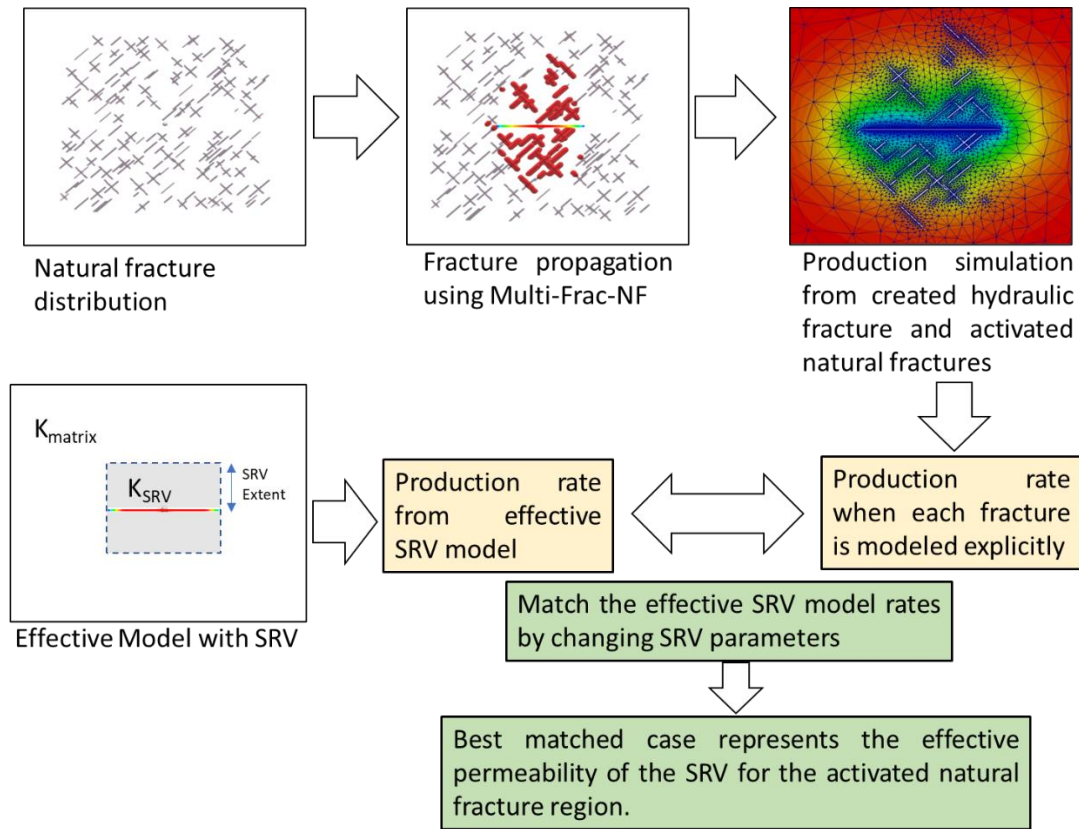 Natural fracture
distribution
Fracture propagation
using Multi-Frac-NF
Production simulation
from created hydraulic
fracture and activated
natural fractures
K_matrix
K_SRV
SRV
Extent
Effective Model with SRV
Production rate
from effective
SRV model
Production rate
when each fracture
is modeled explicitly
Match the effective SRV model rates
by changing SRV parameters
Best matched case represents the effective
permeability of the SRV for the activated natural
fracture region.